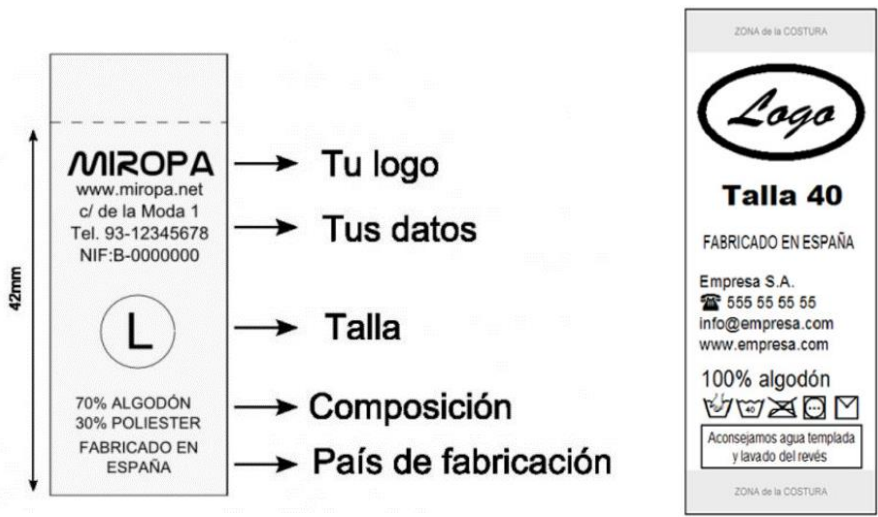 42mm
MIROPA
www.miropa.net
c/ de la Moda 1
Tel. 93-12345678
NIF:B-0000000
L
70% ALGODÓN
30% POLIESTER
FABRICADO EN
ESPAÑA
Tu logo
Tus datos
Talla
Composición
País de fabricación
ZONA de la COSTURA
Logo
Talla 40
FABRICADO EN ESPAÑA
Empresa S.A.
☎ 555 55 55 55
info@empresa.com
www.empresa.com
100% algodón
40
Aconsejamos agua templada
y lavado del revés
ZONA de la COSTURA